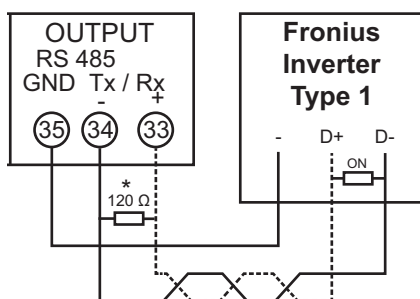 OUTPUT
RS 485
GND Tx / Rx
- +
35 34 33
*
120 Ω
Fronius
Inverter
Type 1
- D+ D-
ON